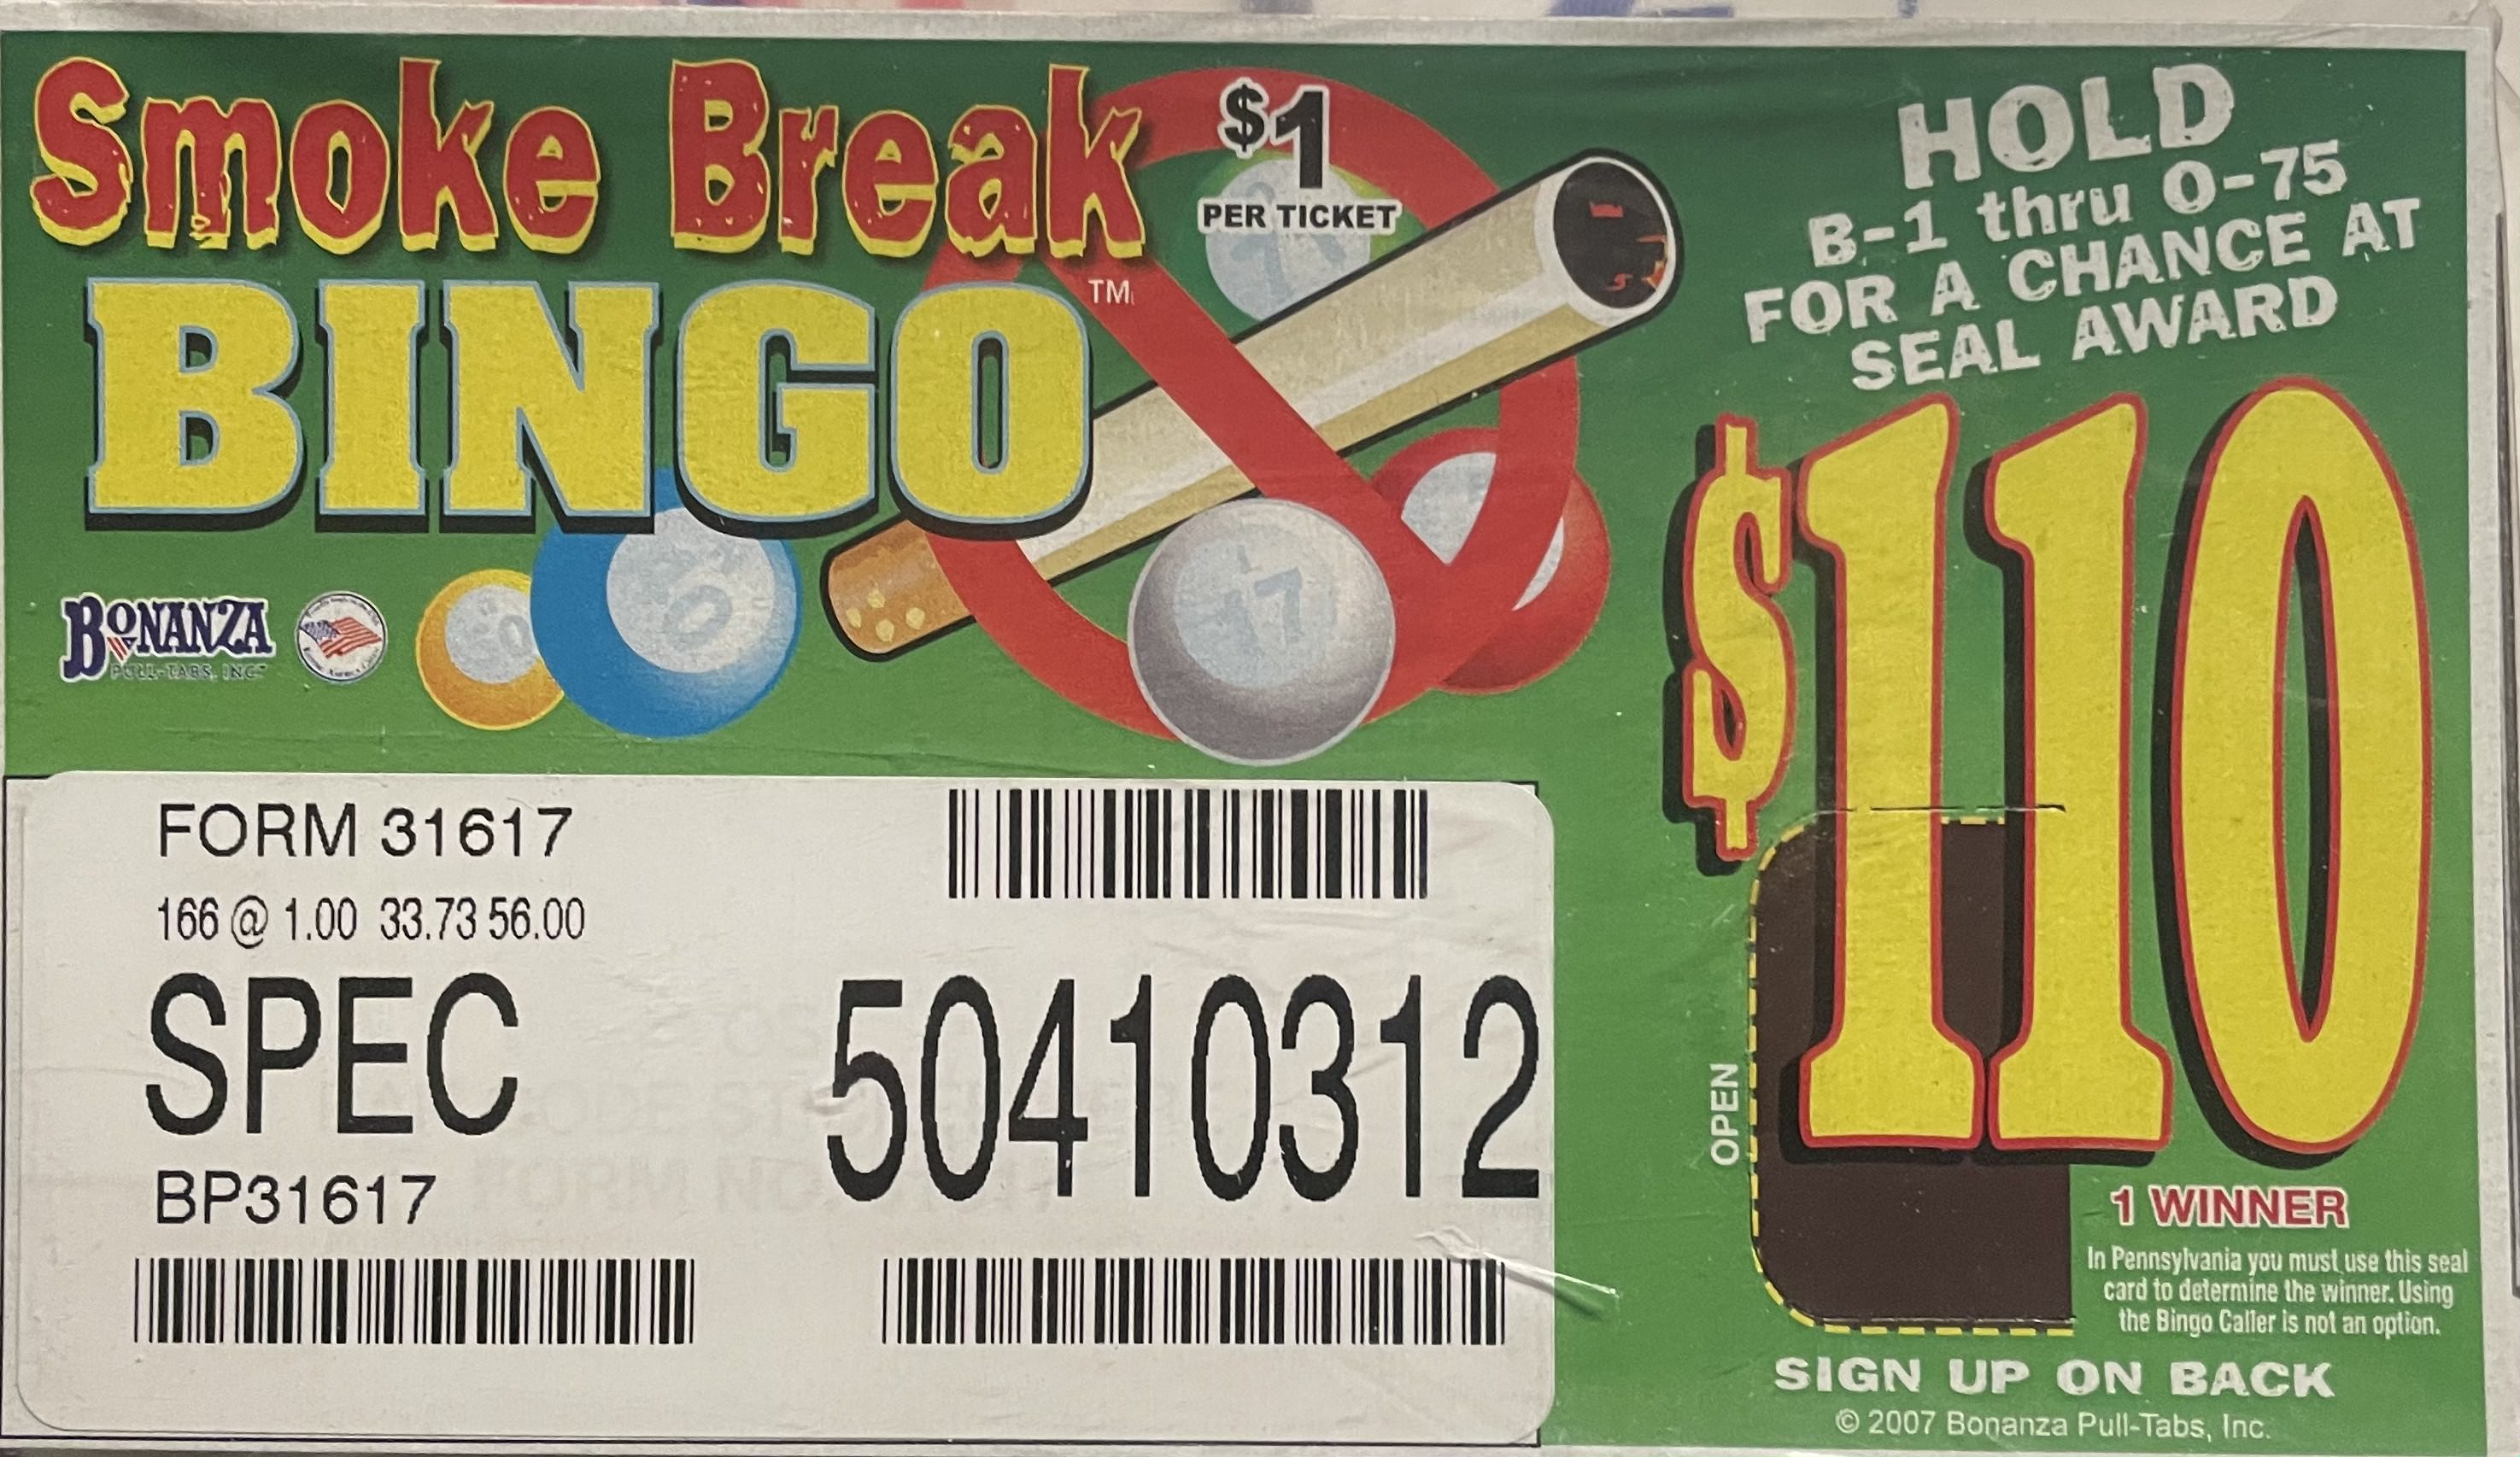 Smoke Break
BINGO™
$1
PER TICKET
HOLD
B-1 thru O-75
FOR A CHANCE AT
SEAL AWARD
$110
BONANZA
PULL-TABS, INC
17
FORM 31617
166 @ 1.00 33.73 56.00
SPEC
50410312
BP31617
OPEN
1 WINNER
In Pennsylvania you must use this seal
card to determine the winner. Using
the Bingo Caller is not an option.
SIGN UP ON BACK
© 2007 Bonanza Pull-Tabs, Inc.